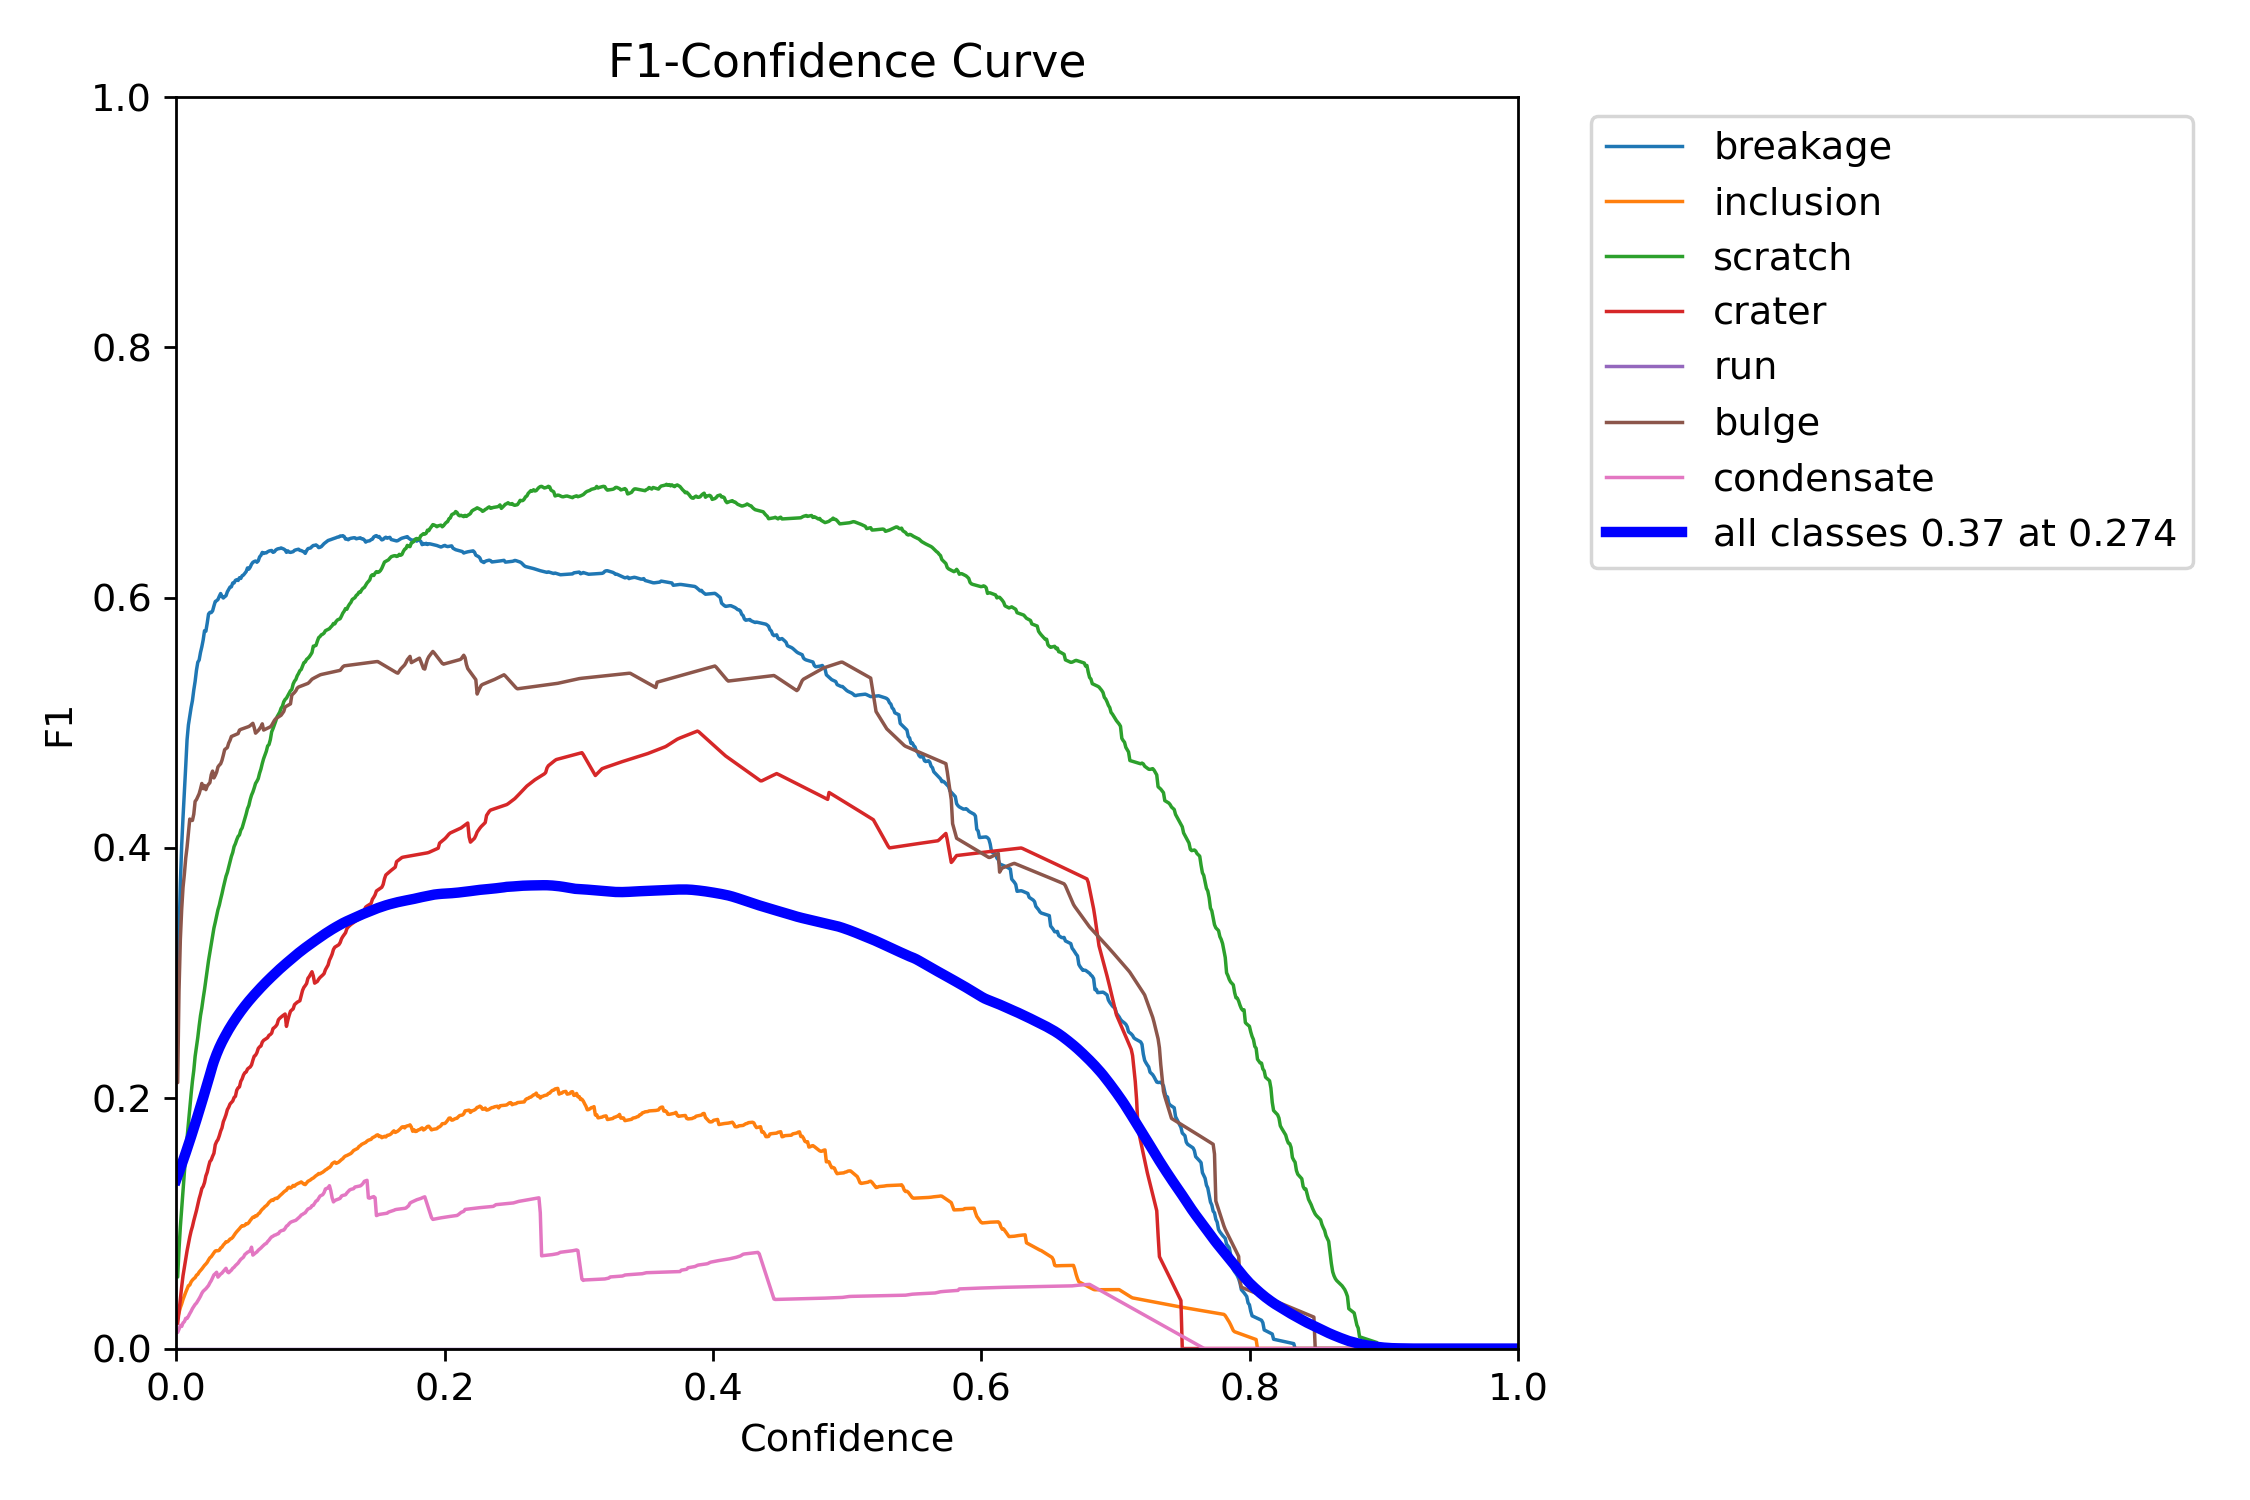 F1-Confidence Curve
1.0
0.8
0.6
0.4
0.2
0.0
F1
0.0 0.2 0.4 0.6 0.8 1.0
Confidence
breakage
inclusion
scratch
crater
run
bulge
condensate
all classes 0.37 at 0.274